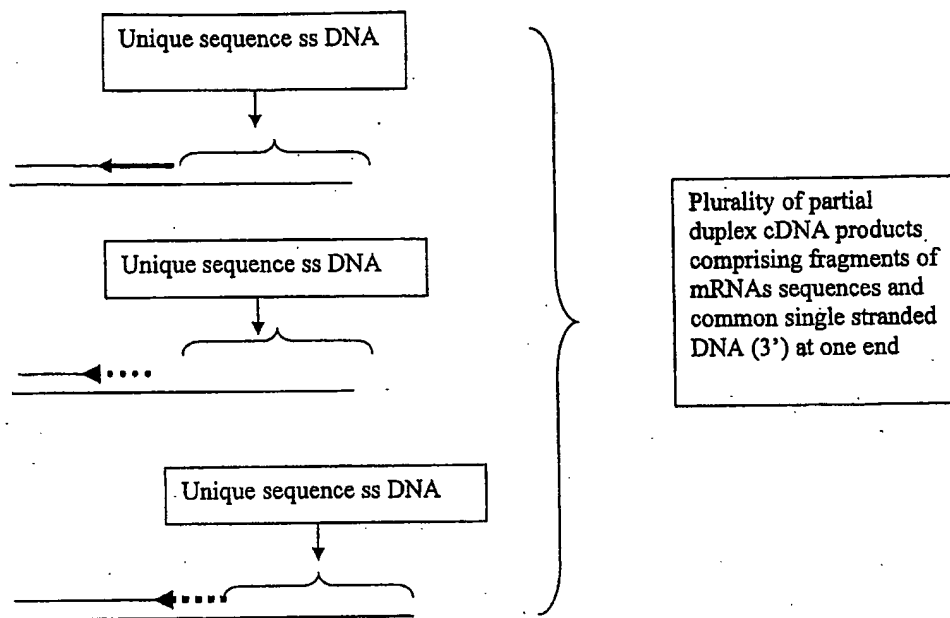 Unique sequence ss DNA
Unique sequence ss DNA
Plurality of partial
duplex cDNA products
comprising fragments of
mRNAs sequences and
common single stranded
DNA (3’) at one end
Unique sequence ss DNA